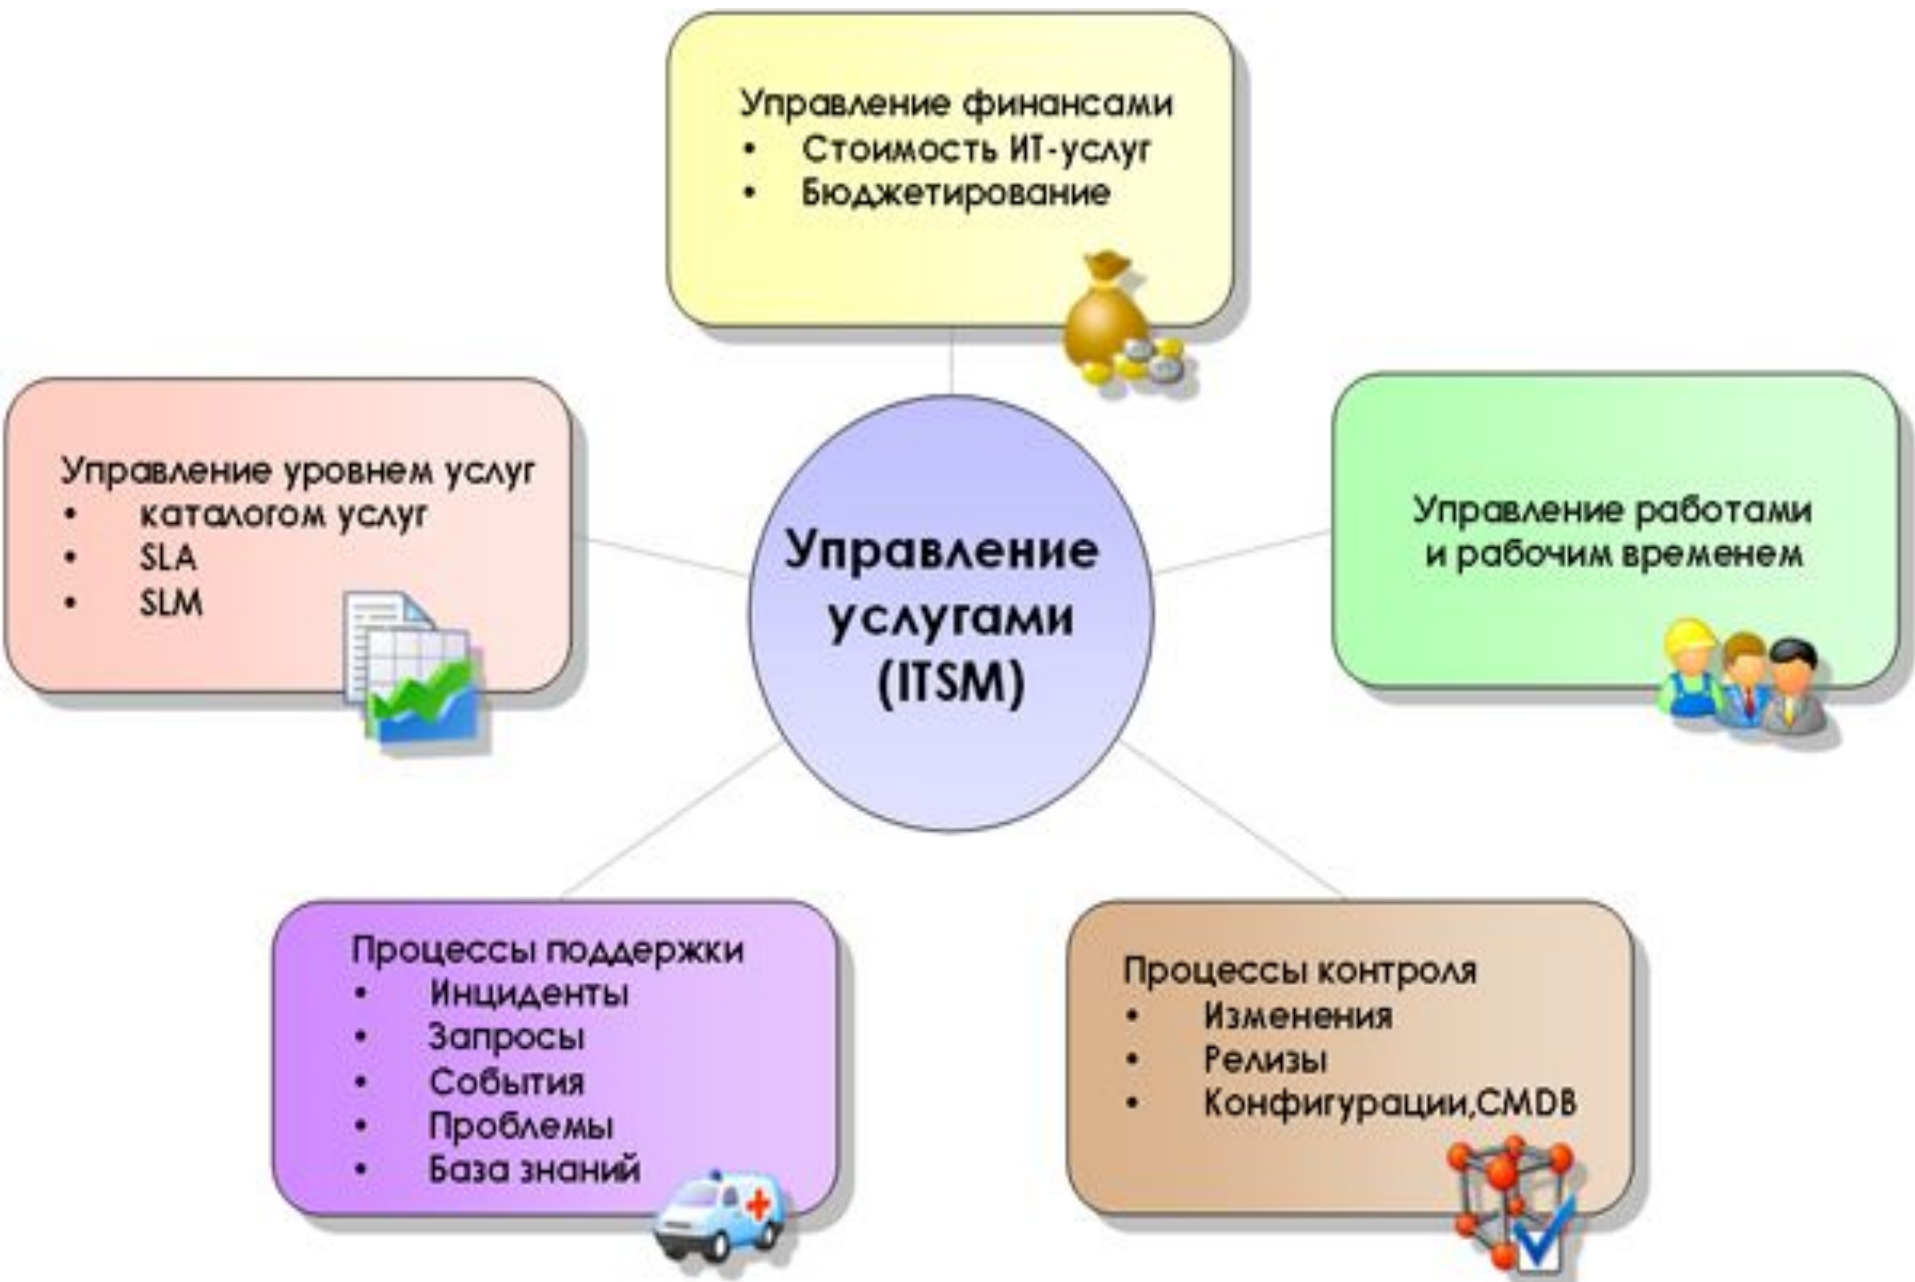 Управление финансами
• Стоимость ИТ-услуг
• Бюджетирование
Управление уровнем услуг
• каталогом услуг
• SLA
• SLM
Управление
услугами
(ITSM)
Управление работами
и рабочим временем
Процессы поддержки
• Инциденты
• Запросы
• События
• Проблемы
• База знаний
Процессы контроля
• Изменения
• Релизы
• Конфигурации,CMDB